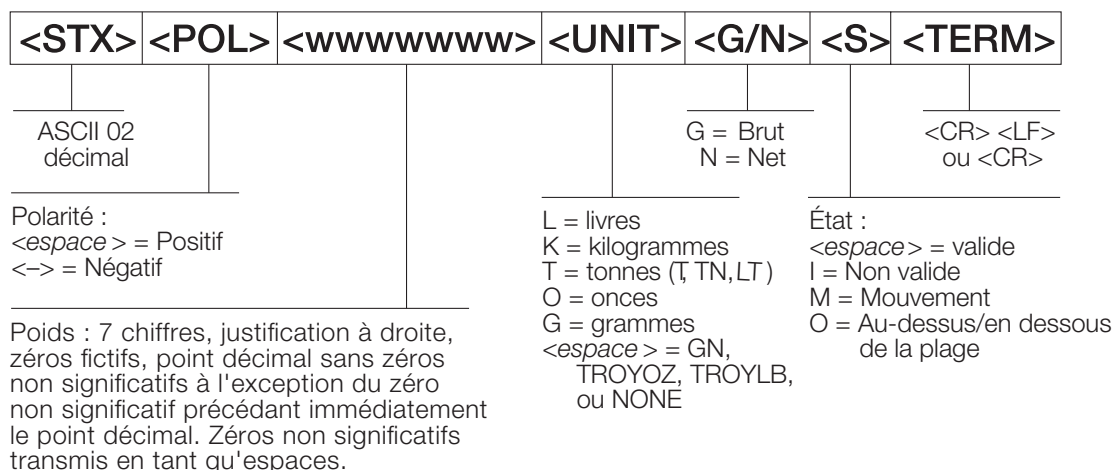 <STX> <POL> <wwwwwww> <UNIT> <G/N> <S> <TERM>
ASCII 02
décimal
G = Brut
N = Net
<CR> <LF>
ou <CR>
Polarité :
<espace> = Positif
<–> = Négatif
L = livres
K = kilogrammes
T = tonnes (T, TN, LT)
O = onces
G = grammes
<espace> = GN,
TROYOZ, TROYLB,
ou NONE
État :
<espace> = valide
I = Non valide
M = Mouvement
O = Au-dessus/en dessous
de la plage
Poids : 7 chiffres, justification à droite,
zéros fictifs, point décimal sans zéros
non significatifs à l'exception du zéro
non significatif précédant immédiatement
le point décimal. Zéros non significatifs
transmis en tant qu'espaces.